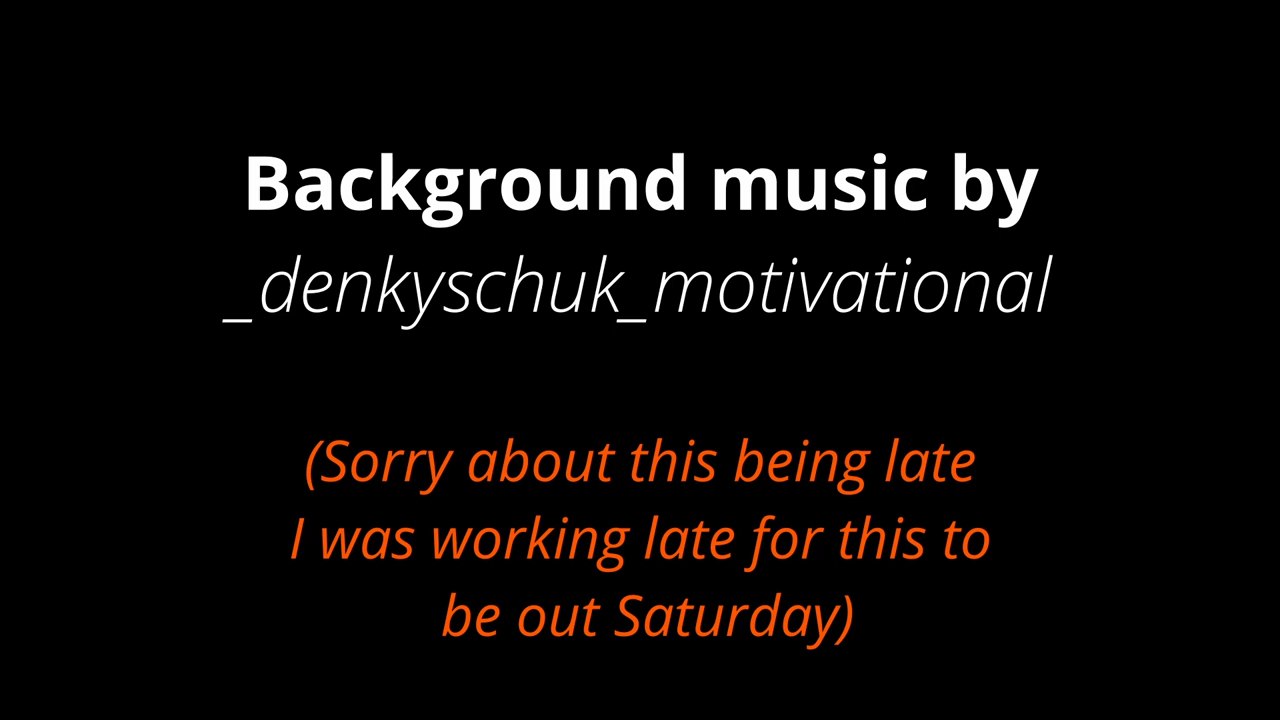 Background music by
_denkyschuk_motivational
(Sorry about this being late
I was working late for this to
be out Saturday)